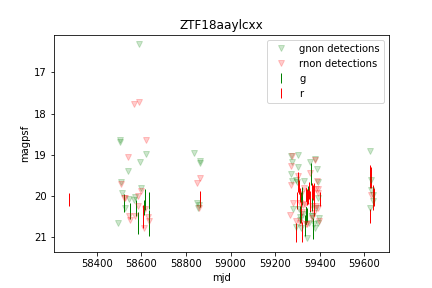 ZTF18aaylcxx
gnon detections
rnon detections
g
r
17
18
19
20
21
magpsf
58400
58600
58800
59000
59200
59400
59600
mjd